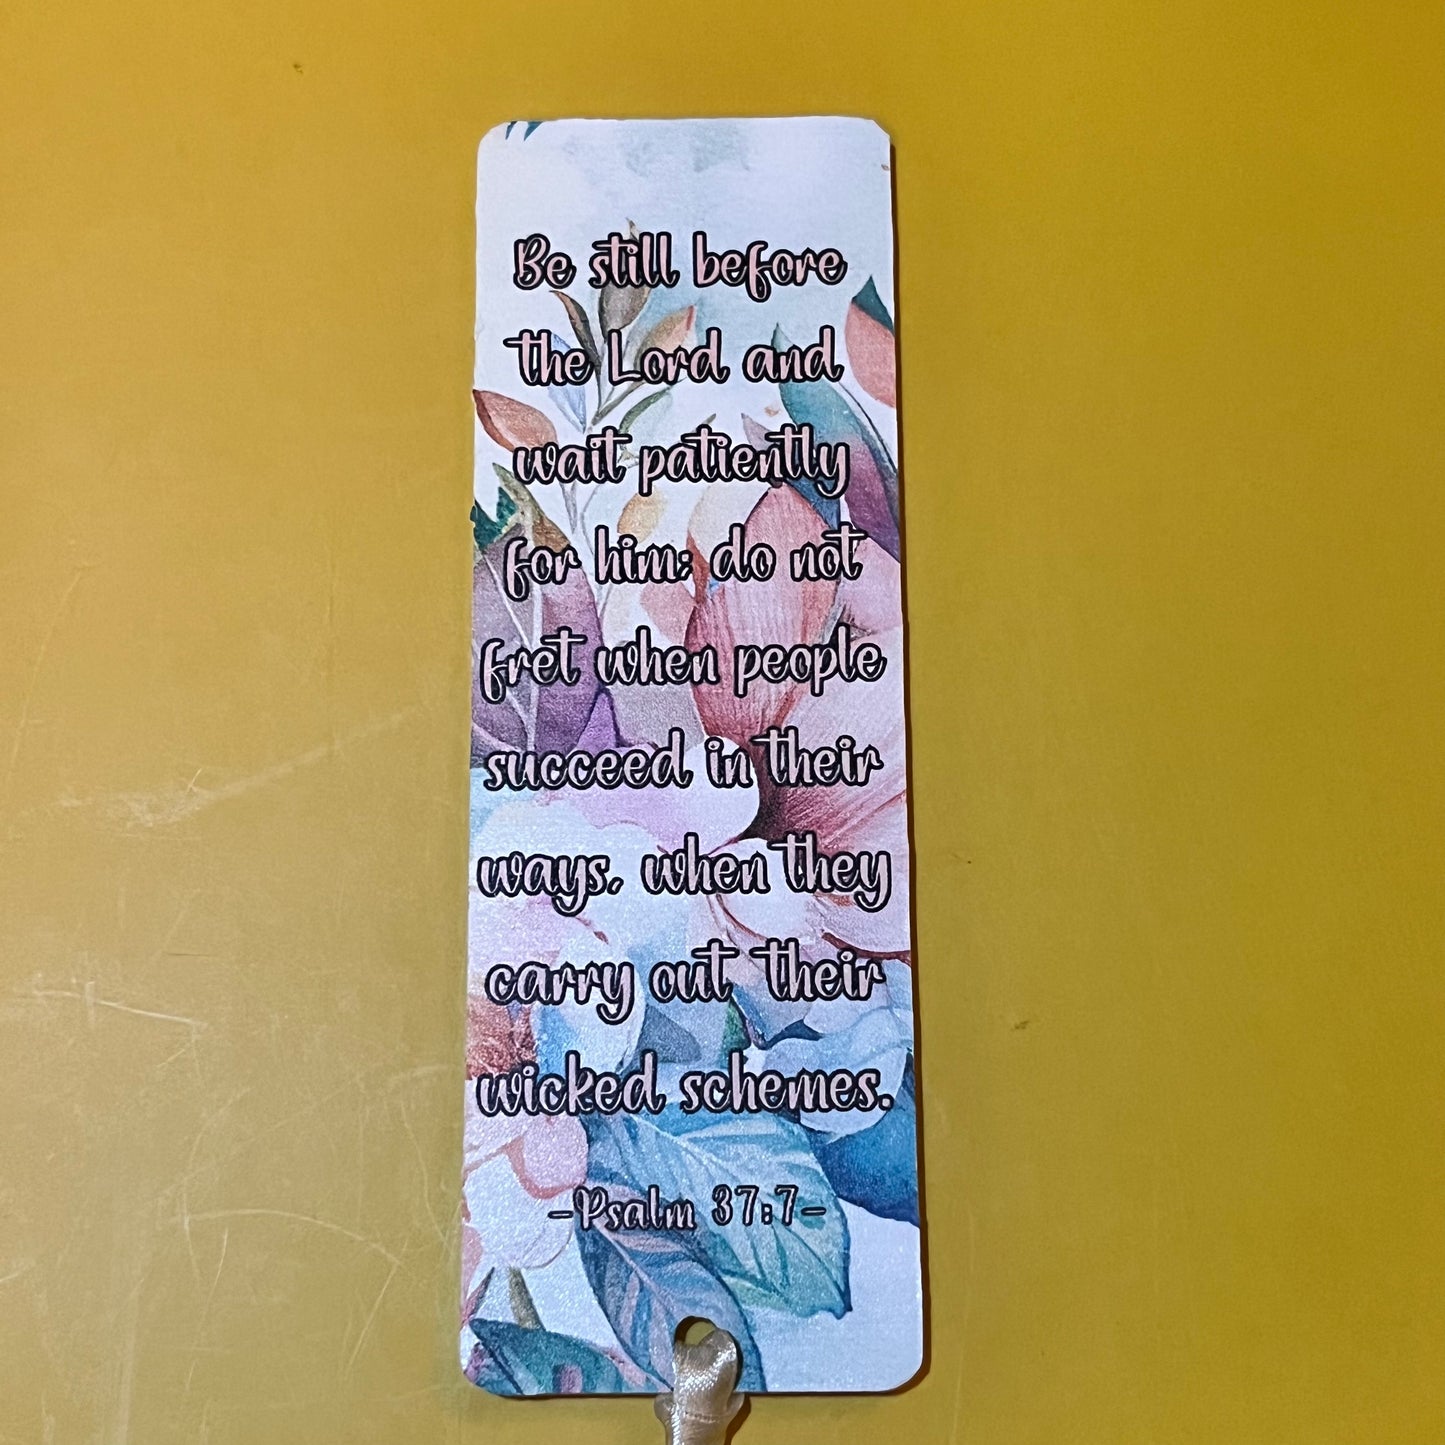 Be still before
the Lord and
wait patiently
for him; do not
fret when people
succeed in their
ways, when they
carry out their
wicked schemes.
-Psalm 37:7-